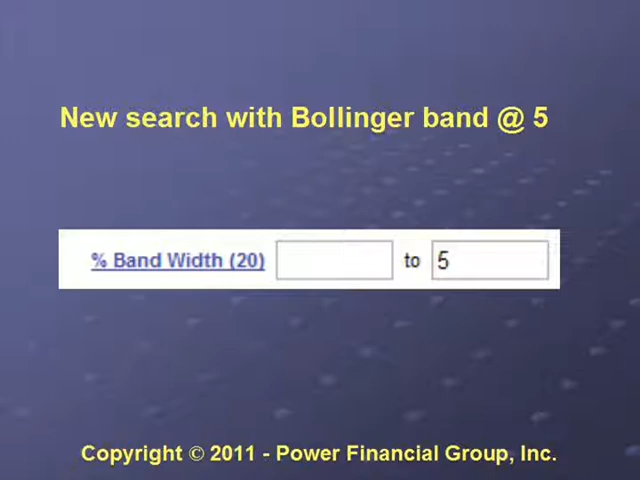 New search with Bollinger band @ 5
% Band Width (20) to 5
Copyright © 2011 - Power Financial Group, Inc.